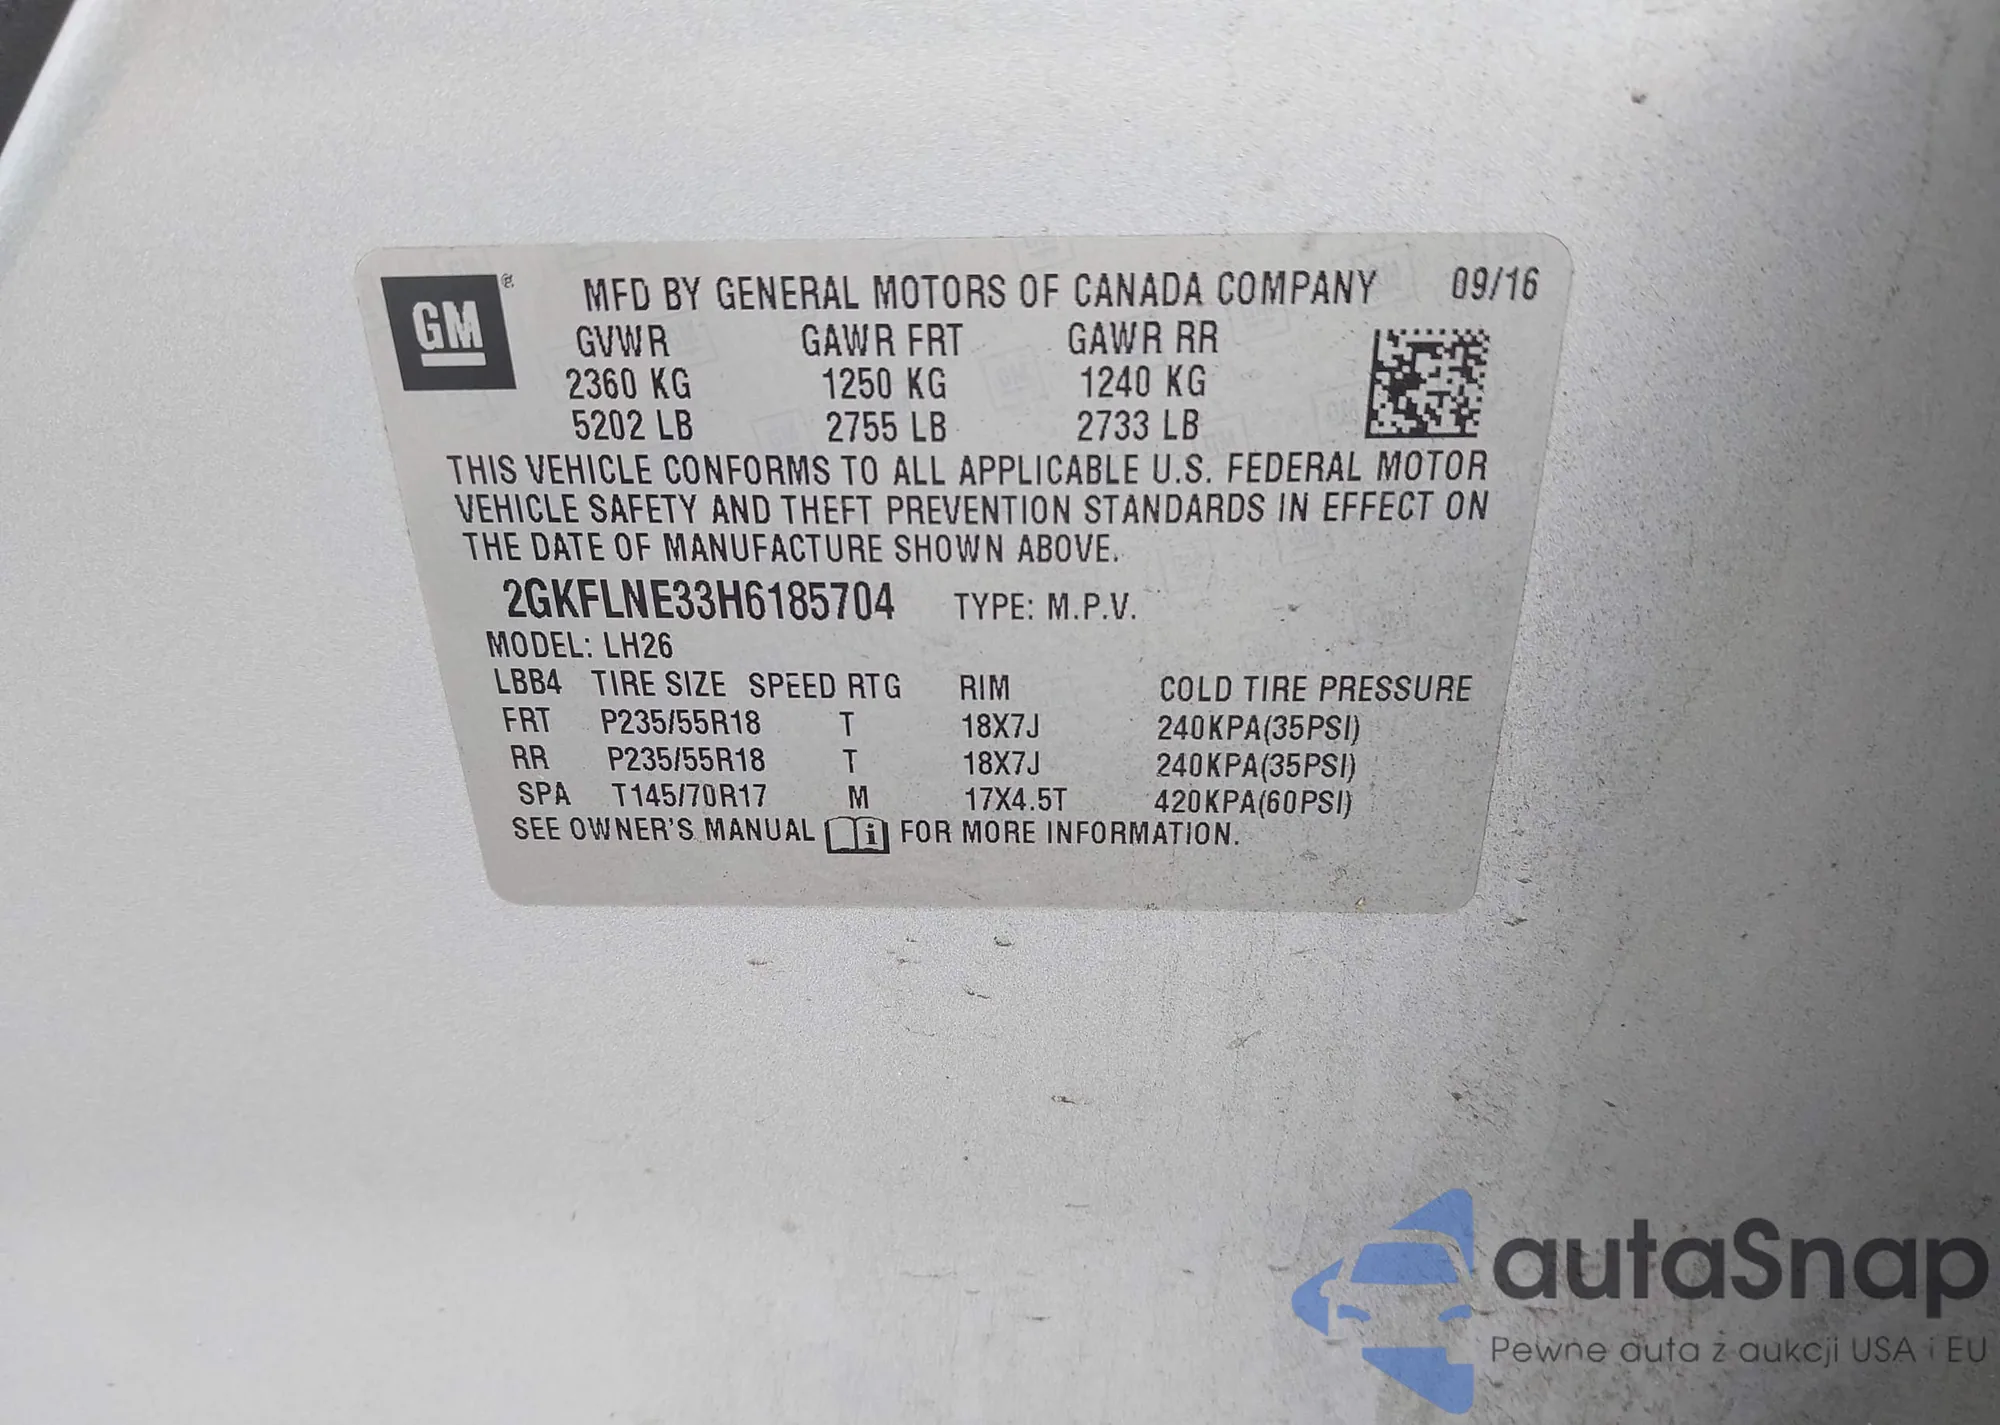 GM ® MFD BY GENERAL MOTORS OF CANADA COMPANY 09/16
GVWR GAWR FRT GAWR RR
2360 KG 1250 KG 1240 KG
5202 LB 2755 LB 2733 LB
THIS VEHICLE CONFORMS TO ALL APPLICABLE U.S. FEDERAL MOTOR
VEHICLE SAFETY AND THEFT PREVENTION STANDARDS IN EFFECT ON
THE DATE OF MANUFACTURE SHOWN ABOVE.
2GKFLNE33H6185704 TYPE: M.P.V.
MODEL: LH26
LBB4 TIRE SIZE SPEED RTG RIM COLD TIRE PRESSURE
FRT P235/55R18 T 18X7J 240KPA(35PSI)
RR P235/55R18 T 18X7J 240KPA(35PSI)
SPA T145/70R17 M 17X4.5T 420KPA(60PSI)
SEE OWNER'S MANUAL i FOR MORE INFORMATION.
autaSnap
Pewne auta z aukcji USA i EU